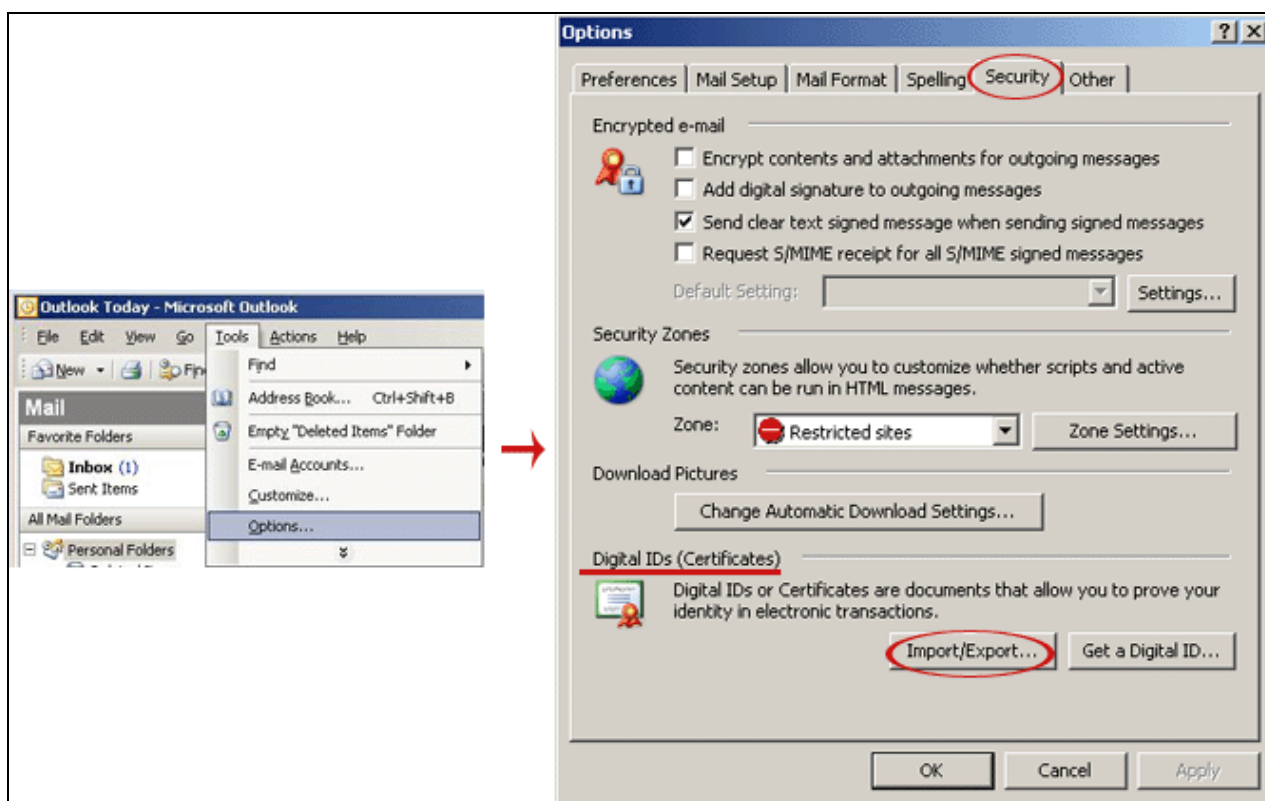 Outlook Today - Microsoft Outlook
File Edit View Go Tools Actions Help
New Find
Find
Mail
Address Book... Ctrl+Shift+B
Favorite Folders
Empty "Deleted Items" Folder
Inbox (1)
E-mail Accounts...
Sent Items
Customize...
All Mail Folders
Options...
Personal Folders
Options
Preferences Mail Setup Mail Format Spelling Security Other
Encrypted e-mail
Encrypt contents and attachments for outgoing messages
Add digital signature to outgoing messages
Send clear text signed message when sending signed messages
Request S/MIME receipt for all S/MIME signed messages
Default Setting: Settings...
Security Zones
Security zones allow you to customize whether scripts and active
content can be run in HTML messages.
Zone: Restricted sites Zone Settings...
Download Pictures
Change Automatic Download Settings...
Digital IDs (Certificates)
Digital IDs or Certificates are documents that allow you to prove your
identity in electronic transactions.
Import/Export... Get a Digital ID...
OK Cancel Apply